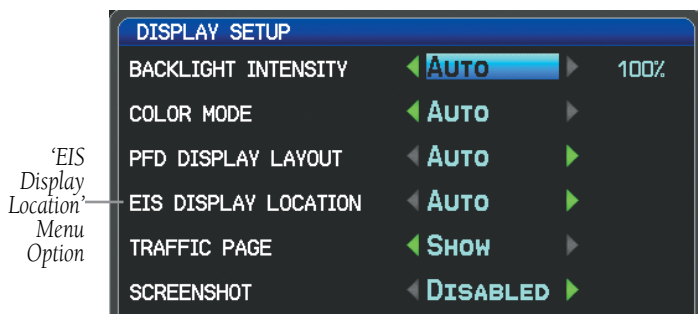 DISPLAY SETUP
BACKLIGHT INTENSITY AUTO 100%
COLOR MODE AUTO
PFD DISPLAY LAYOUT AUTO
EIS DISPLAY LOCATION AUTO
TRAFFIC PAGE SHOW
SCREENSHOT DISABLED
‘EIS
Display
Location’
Menu
Option